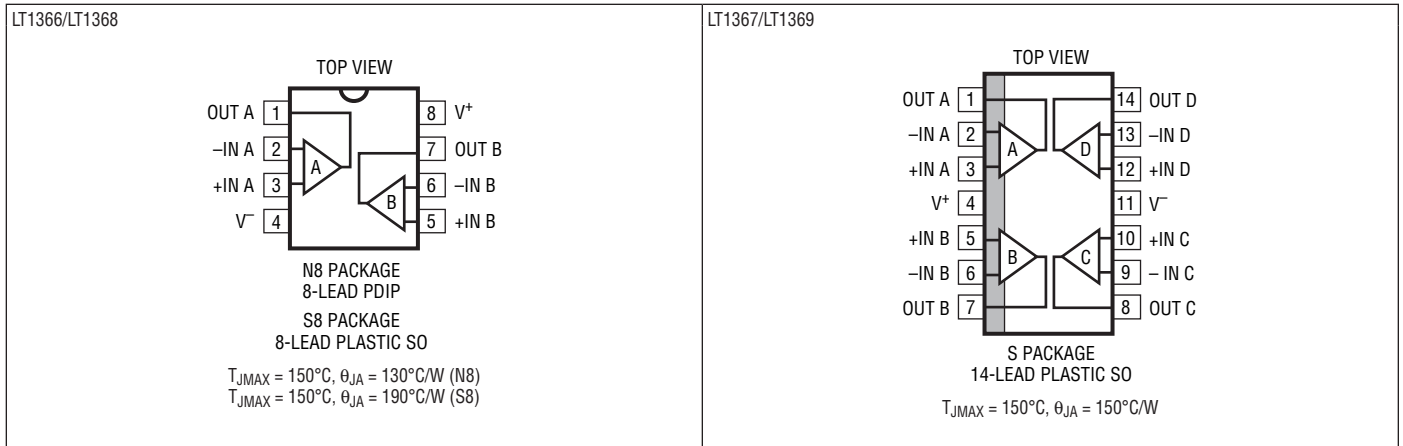 LT1366/LT1368
TOP VIEW
OUT A 1
–IN A 2
+IN A 3
V– 4
8 V+
7 OUT B
6 –IN B
5 +IN B
A
B
N8 PACKAGE
8-LEAD PDIP
S8 PACKAGE
8-LEAD PLASTIC SO
TJMAX = 150°C, θJA = 130°C/W (N8)
TJMAX = 150°C, θJA = 190°C/W (S8)
LT1367/LT1369
TOP VIEW
OUT A 1
–IN A 2
+IN A 3
V+ 4
+IN B 5
–IN B 6
OUT B 7
14 OUT D
13 –IN D
12 +IN D
11 V–
10 +IN C
9 – IN C
8 OUT C
A
D
B
C
S PACKAGE
14-LEAD PLASTIC SO
TJMAX = 150°C, θJA = 150°C/W